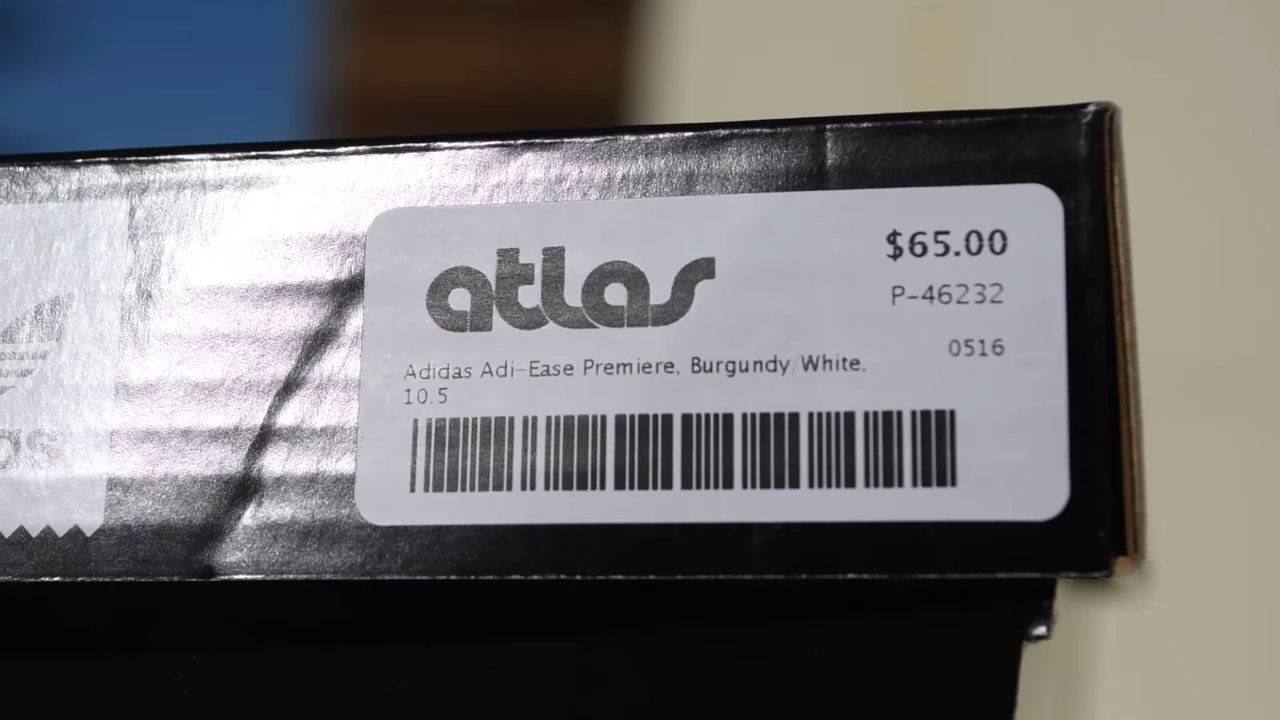 atlas
$65.00
P-46232
0516
Adidas Adi-Ease Premiere, Burgundy/White,
10.5